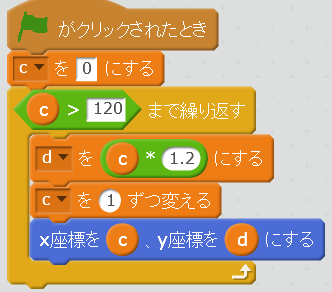 がクリックされたとき
c を 0 にする
c > 120 まで繰り返す
d を c * 1.2 にする
c を 1 ずつ変える
x座標を c 、y座標を d にする